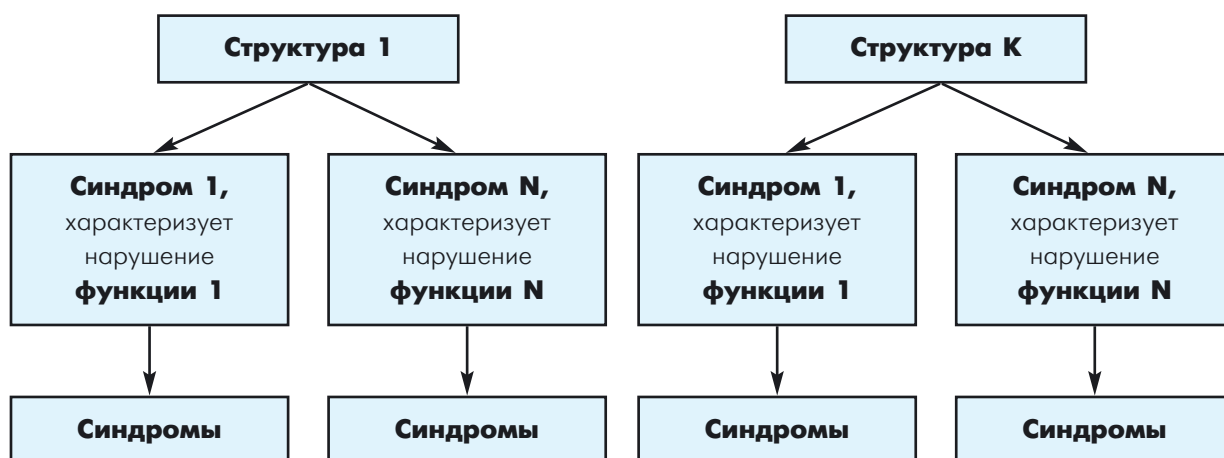 Структура 1
Структура K
Синдром 1,
характеризует
нарушение
функции 1
Синдром N,
характеризует
нарушение
функции N
Синдром 1,
характеризует
нарушение
функции 1
Синдром N,
характеризует
нарушение
функции N
Синдромы
Синдромы
Синдромы
Синдромы